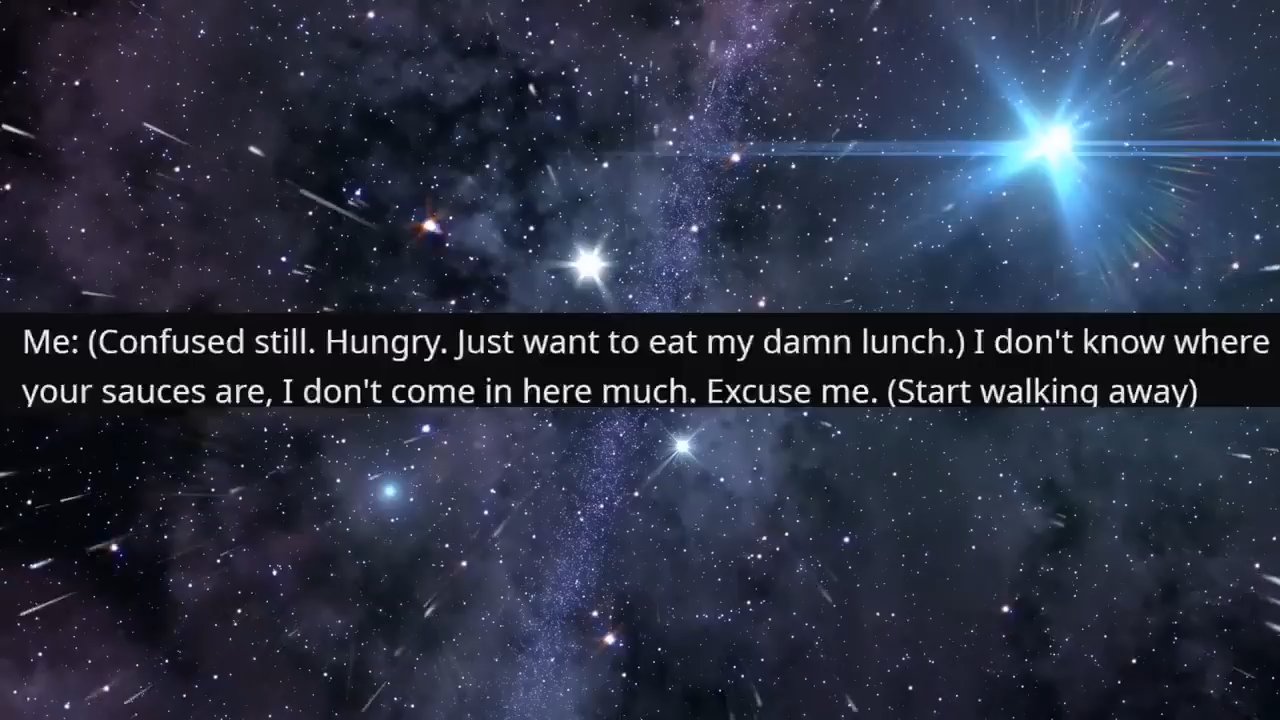 Me: (Confused still. Hungry. Just want to eat my damn lunch.) I don't know where
your sauces are, I don't come in here much. Excuse me. (Start walking away)